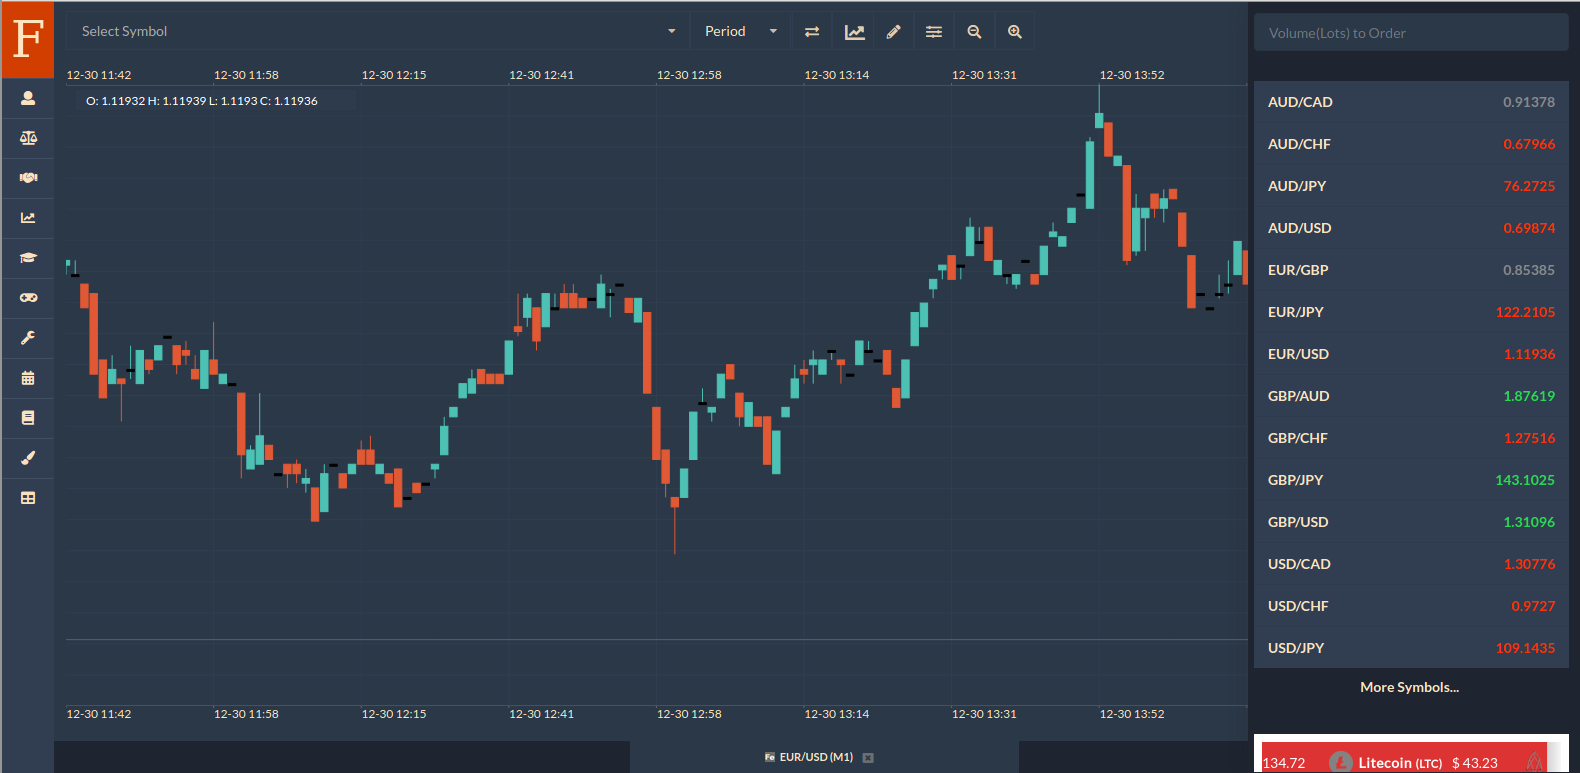 F
Select Symbol
Period
Volume(Lots) to Order
12-30 11:42 12-30 11:58 12-30 12:15 12-30 12:41 12-30 12:58 12-30 13:14 12-30 13:31 12-30 13:52
O: 1.11932 H: 1.11939 L: 1.1193 C: 1.11936
AUD/CAD 0.91378
AUD/CHF 0.67966
AUD/JPY 76.2725
AUD/USD 0.69874
EUR/GBP 0.85385
EUR/JPY 122.2105
EUR/USD 1.11936
GBP/AUD 1.87619
GBP/CHF 1.27516
GBP/JPY 143.1025
GBP/USD 1.31096
USD/CAD 1.30776
USD/CHF 0.9727
USD/JPY 109.1435
More Symbols...
12-30 11:42 12-30 11:58 12-30 12:15 12-30 12:41 12-30 12:58 12-30 13:14 12-30 13:31 12-30 13:52
Fe EUR/USD (M1)
134.72 Litecoin (LTC) $ 43.23